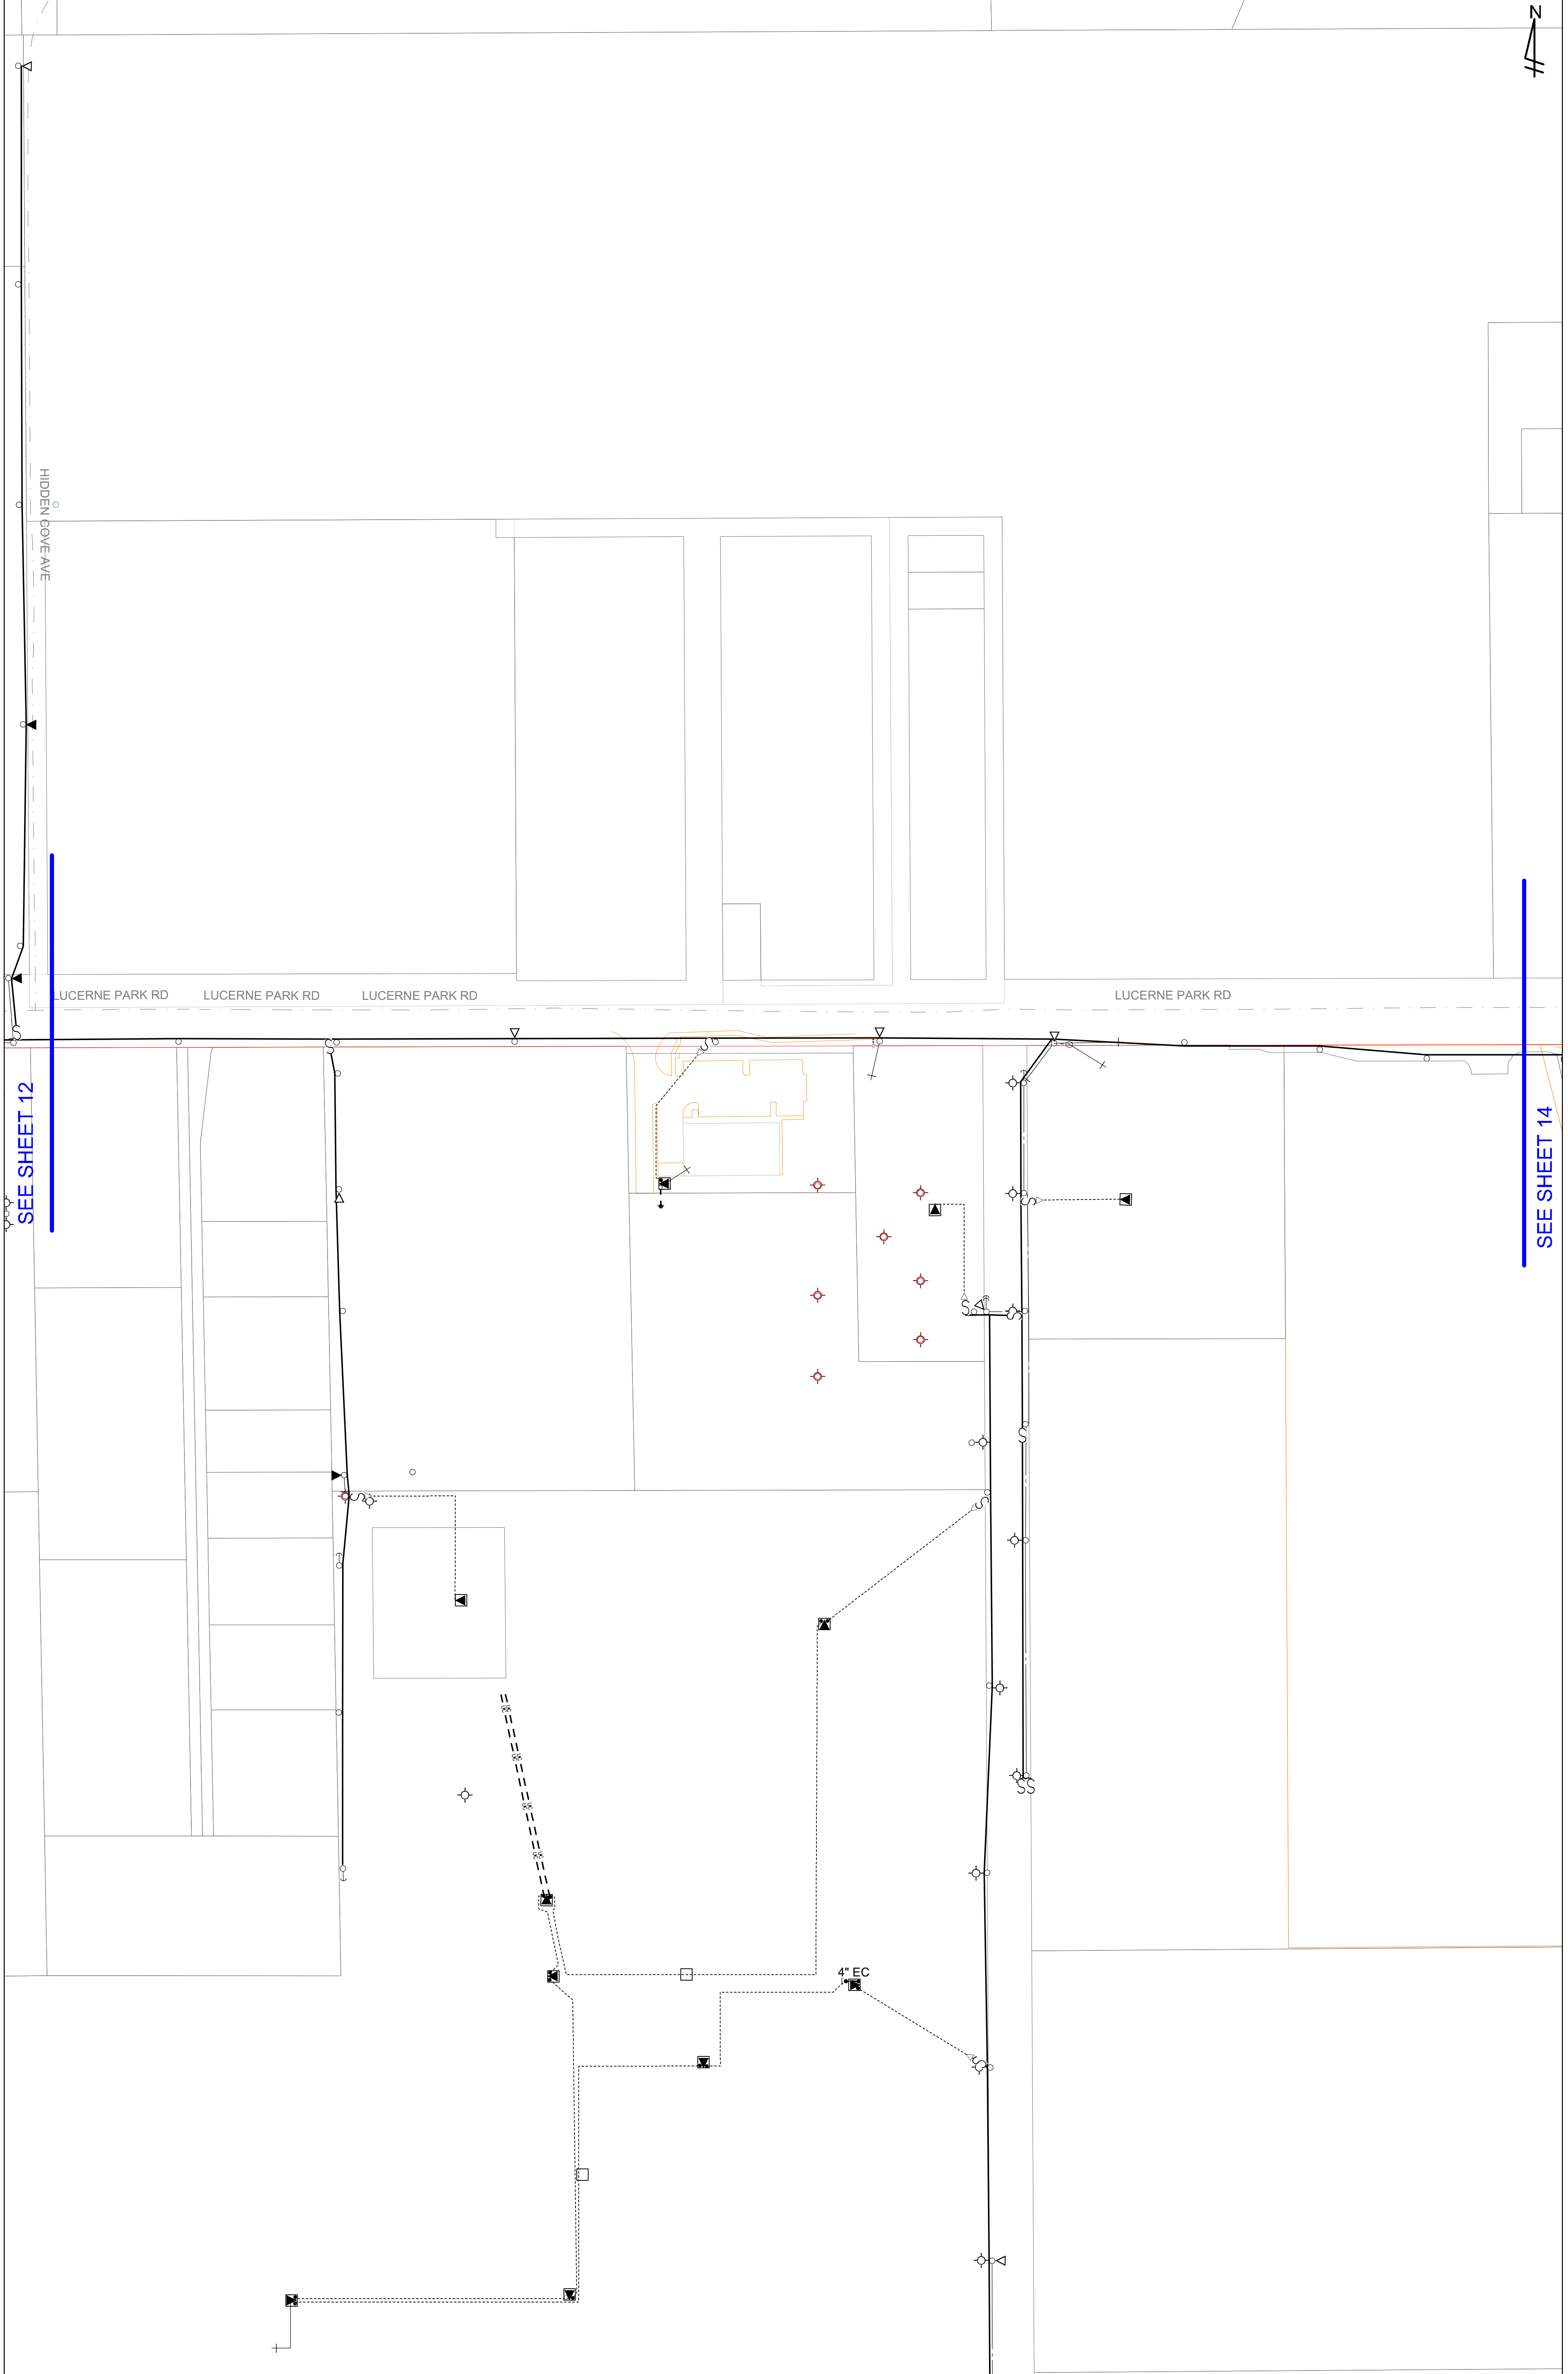 N
HIDDEN COVE AVE
LUCERNE PARK RD
LUCERNE PARK RD
LUCERNE PARK RD
LUCERNE PARK RD
SEE SHEET 12
SEE SHEET 14
4" EC